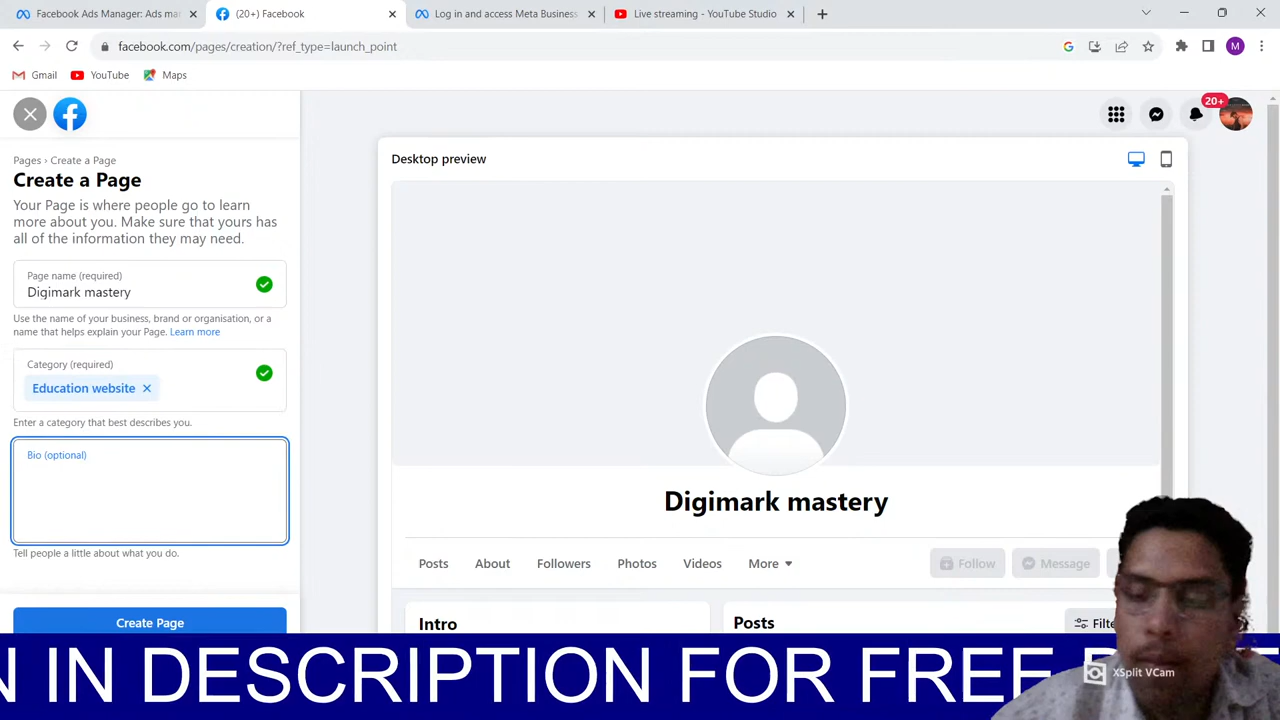 Facebook Ads Manager: Ads ma
(20+) Facebook
Log in and access Meta Business
Live streaming - YouTube Studio
facebook.com/pages/creation/?ref_type=launch_point
M
Gmail
YouTube
Maps
20+
Pages › Create a Page
Create a Page
Your Page is where people go to learn
more about you. Make sure that yours has
all of the information they may need.
Page name (required)
Digimark mastery
Use the name of your business, brand or organisation, or a
name that helps explain your Page. Learn more
Category (required)
Education website
Enter a category that best describes you.
Bio (optional)
Tell people a little about what you do.
Create Page
Desktop preview
Digimark mastery
Posts About Followers Photos Videos More
Follow
Message
Intro
Posts
Filte
N IN DESCRIPTION FOR FREE
XSplit VCam